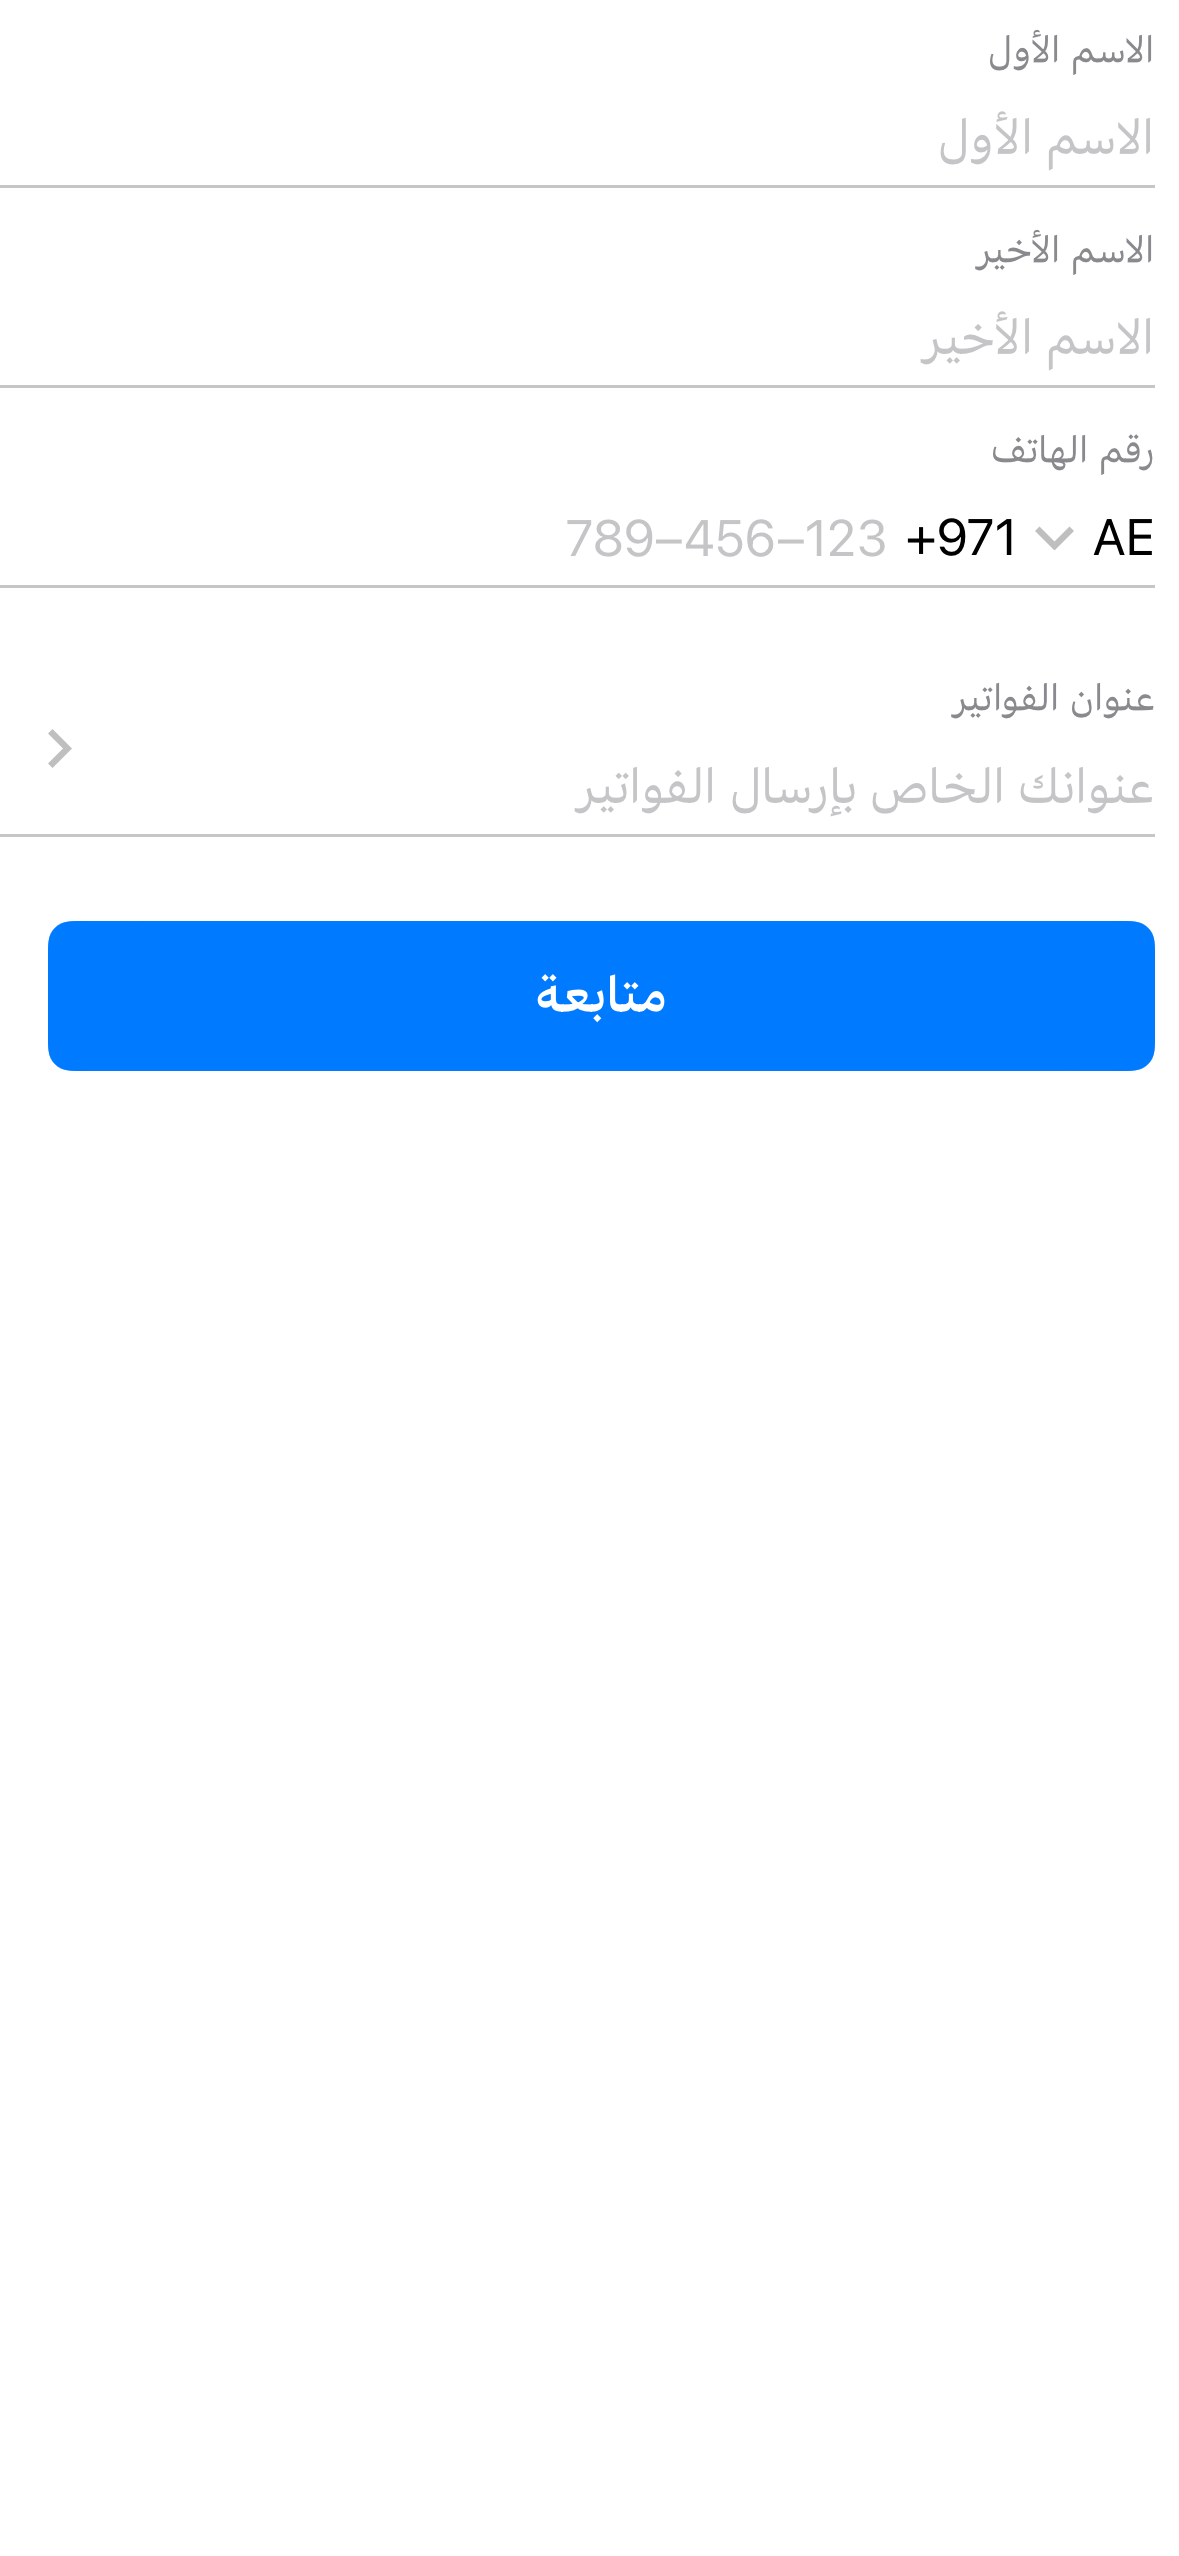 الاسم الأول
الاسم الأول
الاسم الأخير
الاسم الأخير
رقم الهاتف
AE +971 789-456-123
عنوان الفواتير
عنوانك الخاص بإرسال الفواتير
متابعة